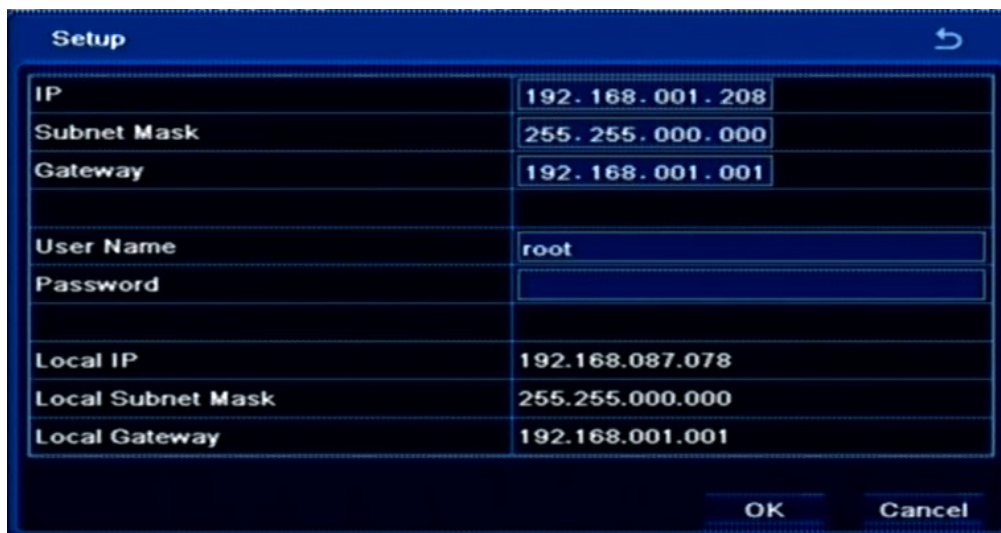 Setup
IP 192.168.001.208
Subnet Mask 255.255.000.000
Gateway 192.168.001.001
User Name root
Password
Local IP 192.168.087.078
Local Subnet Mask 255.255.000.000
Local Gateway 192.168.001.001
OK Cancel